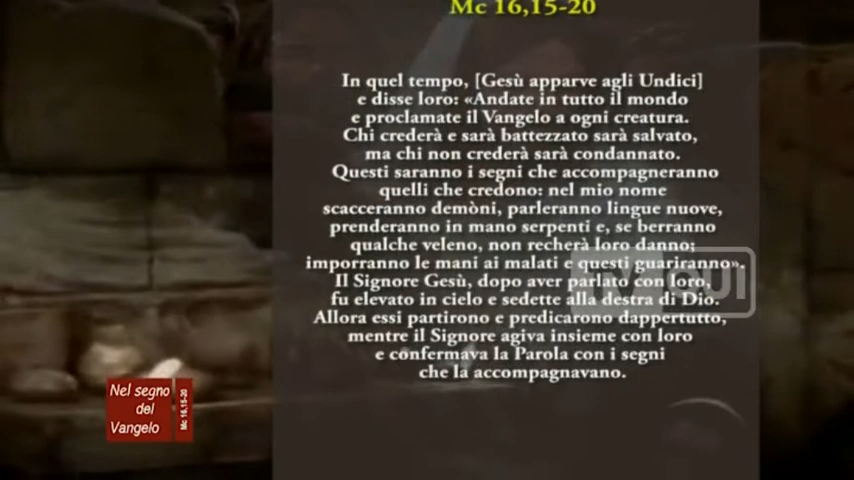 Mc 16,15-20
In quel tempo, [Gesù apparve agli Undici]
e disse loro: «Andate in tutto il mondo
e proclamate il Vangelo a ogni creatura.
Chi crederà e sarà battezzato sarà salvato,
ma chi non crederà sarà condannato.
Questi saranno i segni che accompagneranno
quelli che credono: nel mio nome
scacceranno demòni, parleranno lingue nuove,
prenderanno in mano serpenti e, se berranno
qualche veleno, non recherà loro danno;
imporranno le mani ai malati e questi guariranno».
Il Signore Gesù, dopo aver parlato con loro,
fu elevato in cielo e sedette alla destra di Dio.
Allora essi partirono e predicarono dappertutto,
mentre il Signore agiva insieme con loro
e confermava la Parola con i segni
che la accompagnavano.
TV QUI
Nel segno
del
Vangelo
Mc 16,15-20